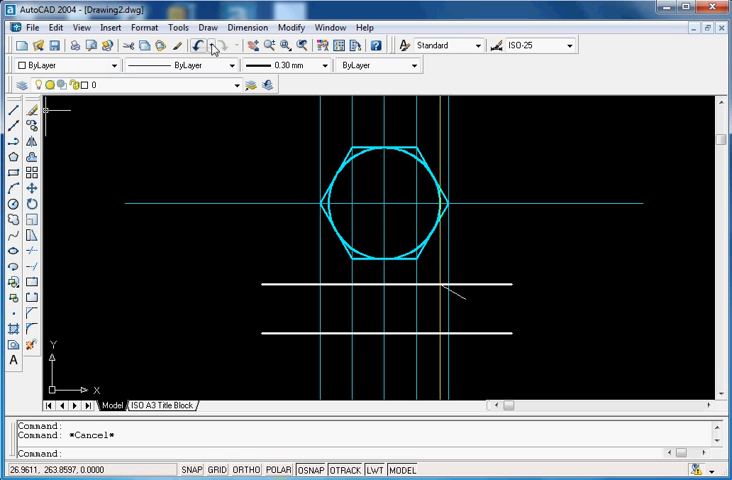 AutoCAD 2004 - [Drawing2.dwg]
File Edit View Insert Format Tools Draw Dimension Modify Window Help
Standard ISO-25
ByLayer ByLayer 0.30 mm ByLayer
0
Y
X
A
Model ISO A3 Title Block
Command:
Command: *Cancel*
Command:
26.9611, 263.8597, 0.0000 SNAP GRID ORTHO POLAR OSNAP OTRACK LWT MODEL